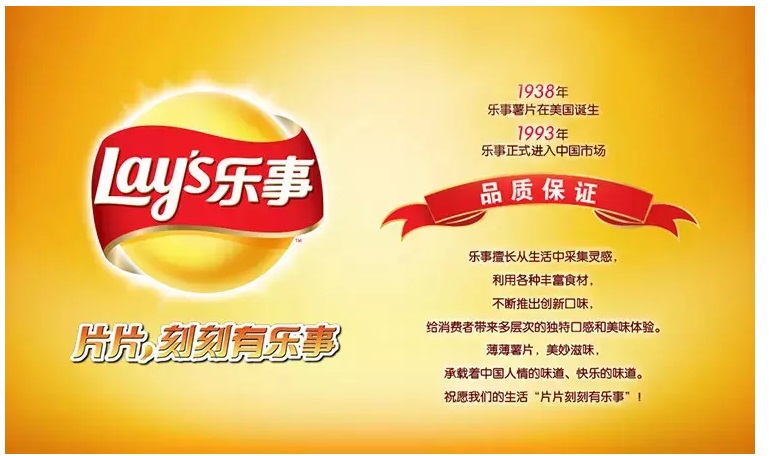 Lay's乐事
TM
片片,刻刻有乐事
1938年
乐事薯片在美国诞生
1993年
乐事正式进入中国市场
品质保证
乐事擅长从生活中采集灵感,
利用各种丰富食材,
不断推出创新口味,
给消费者带来多层次的独特口感和美味体验。
薄薄薯片,美妙滋味,
承载着中国人情的味道、快乐的味道。
祝愿我们的生活“片片刻刻有乐事”!